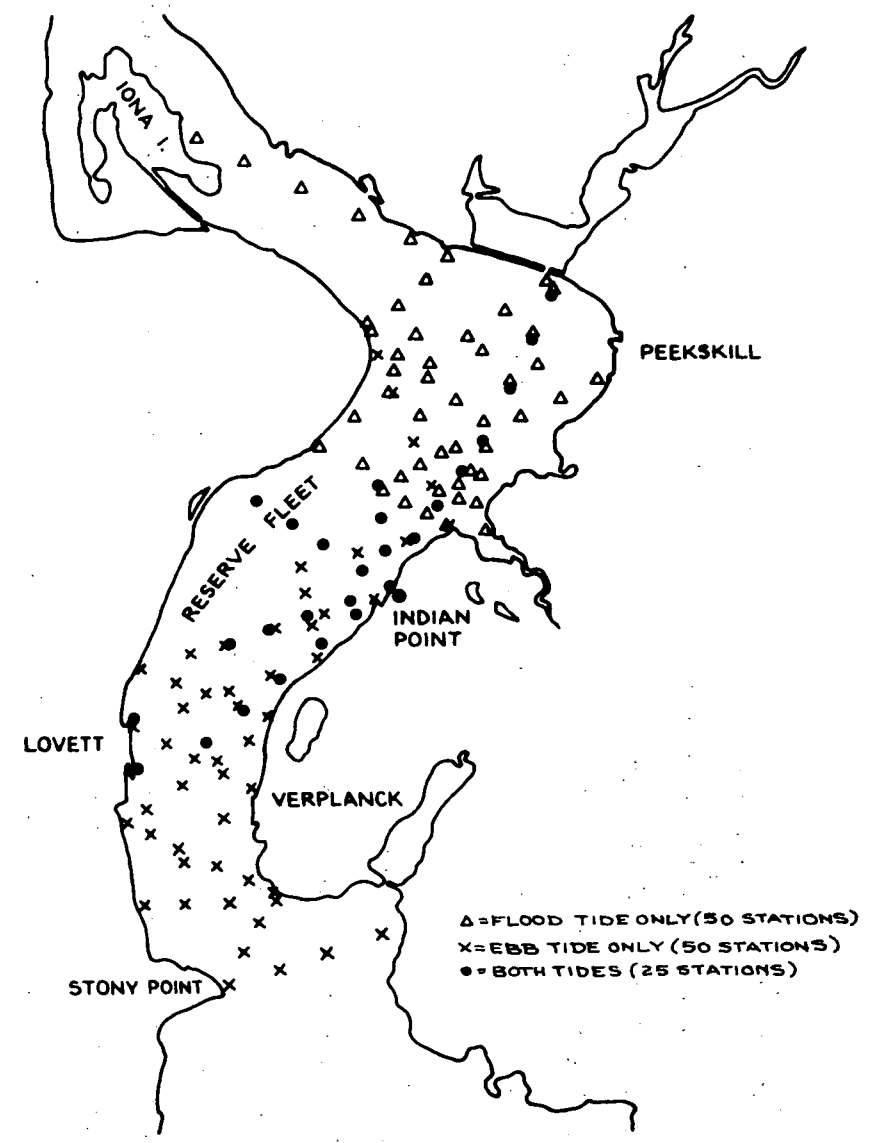 IONA I.
PEEKSKILL
RESERVE FLEET
INDIAN
POINT
LOVETT
VERPLANCK
△=FLOOD TIDE ONLY (50 STATIONS)
×=EBB TIDE ONLY (50 STATIONS)
●=BOTH TIDES (25 STATIONS)
STONY POINT